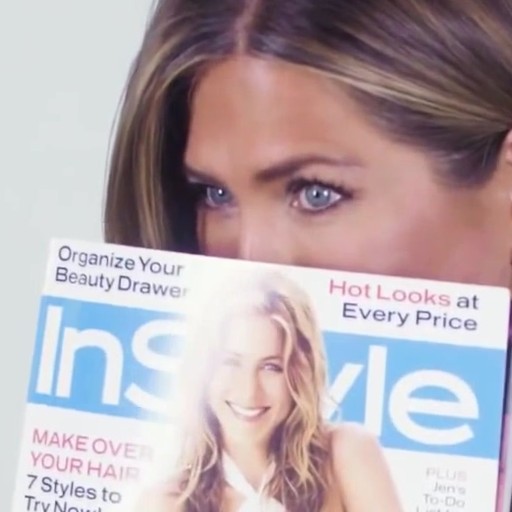 Organize Your
Beauty Drawer
Hot Looks at
Every Price
InStyle
MAKE OVER
YOUR HAIR
7 Styles to
Try Now!
PLUS
Jen's
To-Do